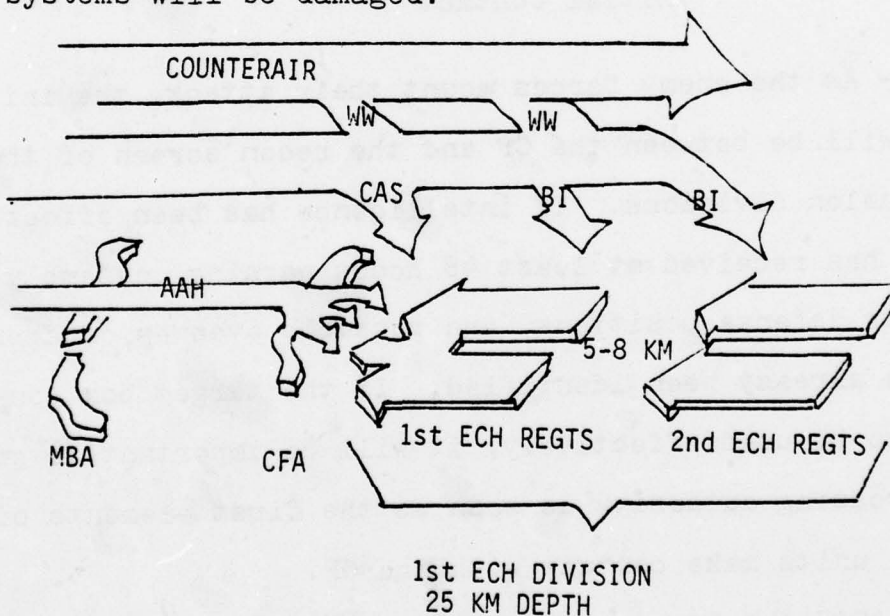 systems will be damaged.
COUNTERAIR
WW WW
CAS BI BI
AAH
5-8 KM
1st ECH REGTS 2nd ECH REGTS
MBA CFA
1st ECH DIVISION
25 KM DEPTH